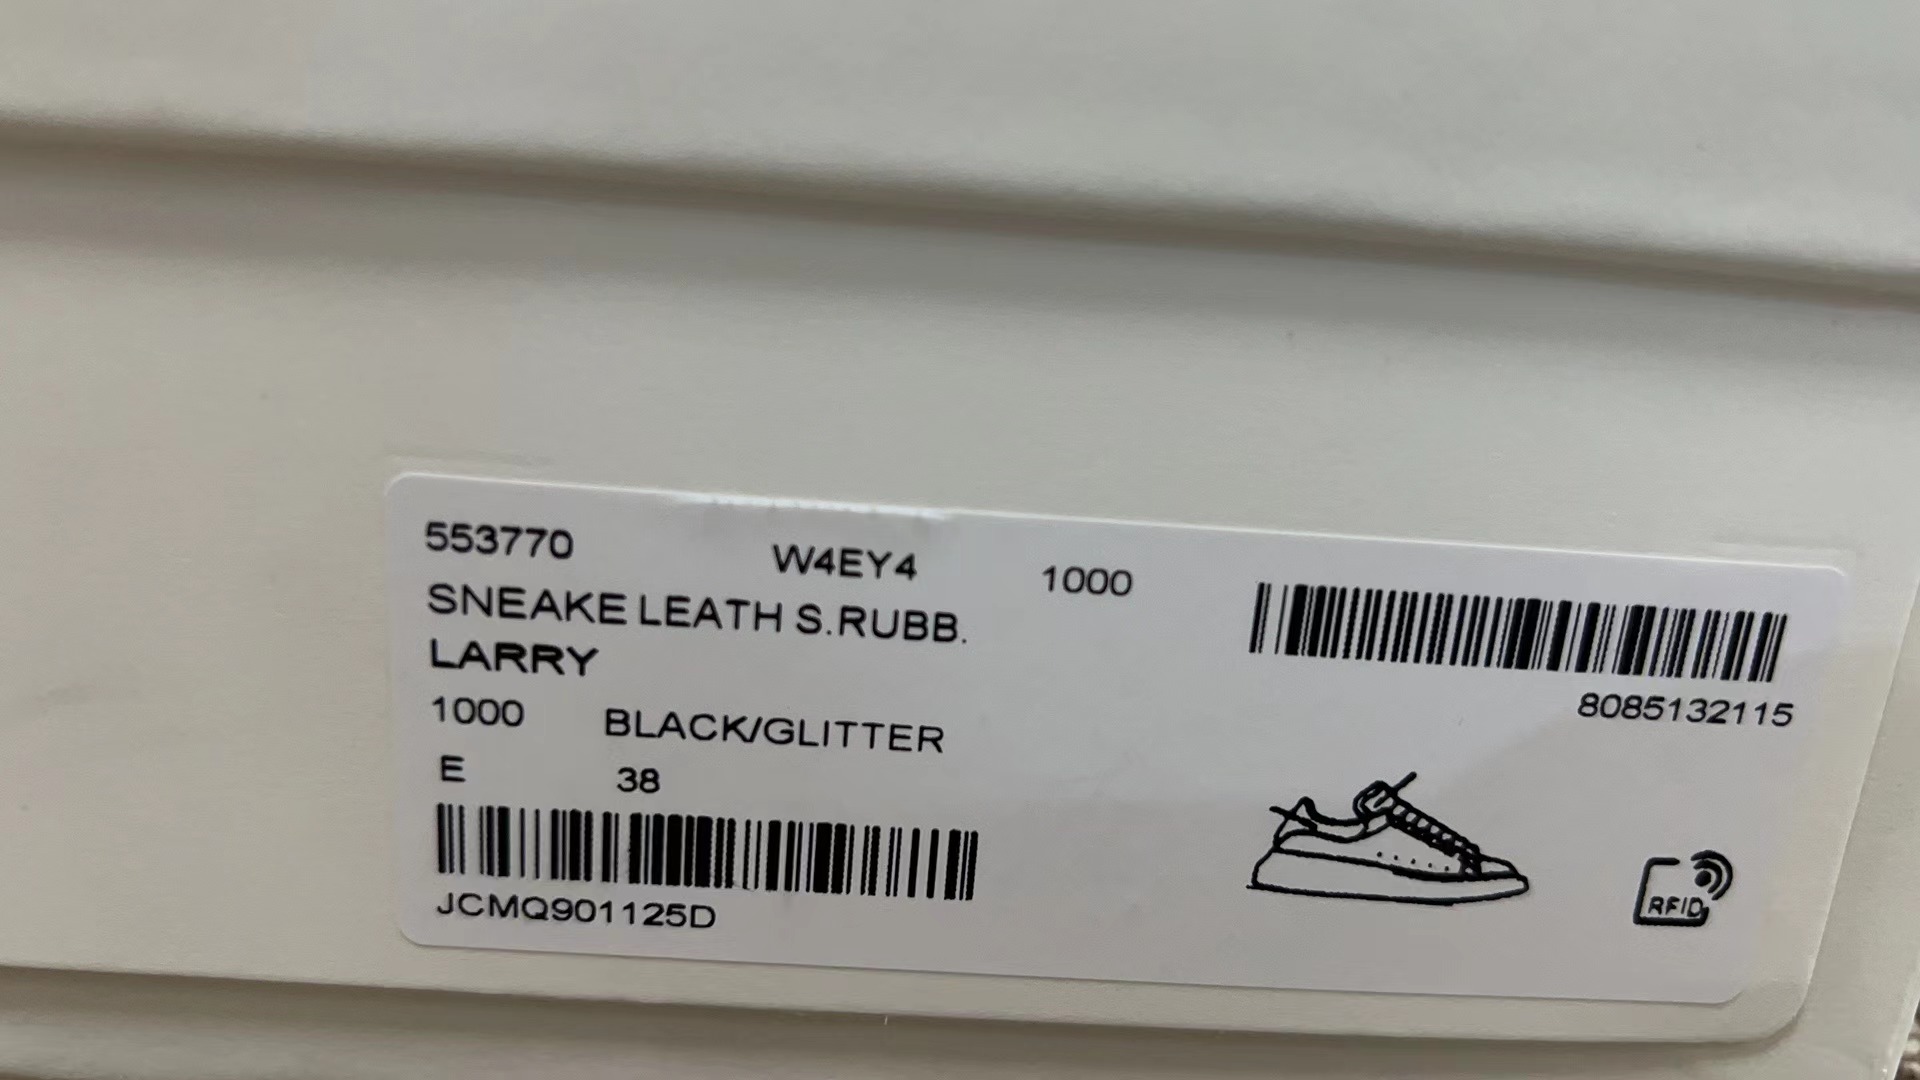 553770 W4EY4 1000
SNEAKE LEATH S.RUBB.
LARRY
1000 BLACK/GLITTER
E 38
JCMQ901125D
8085132115
RFID